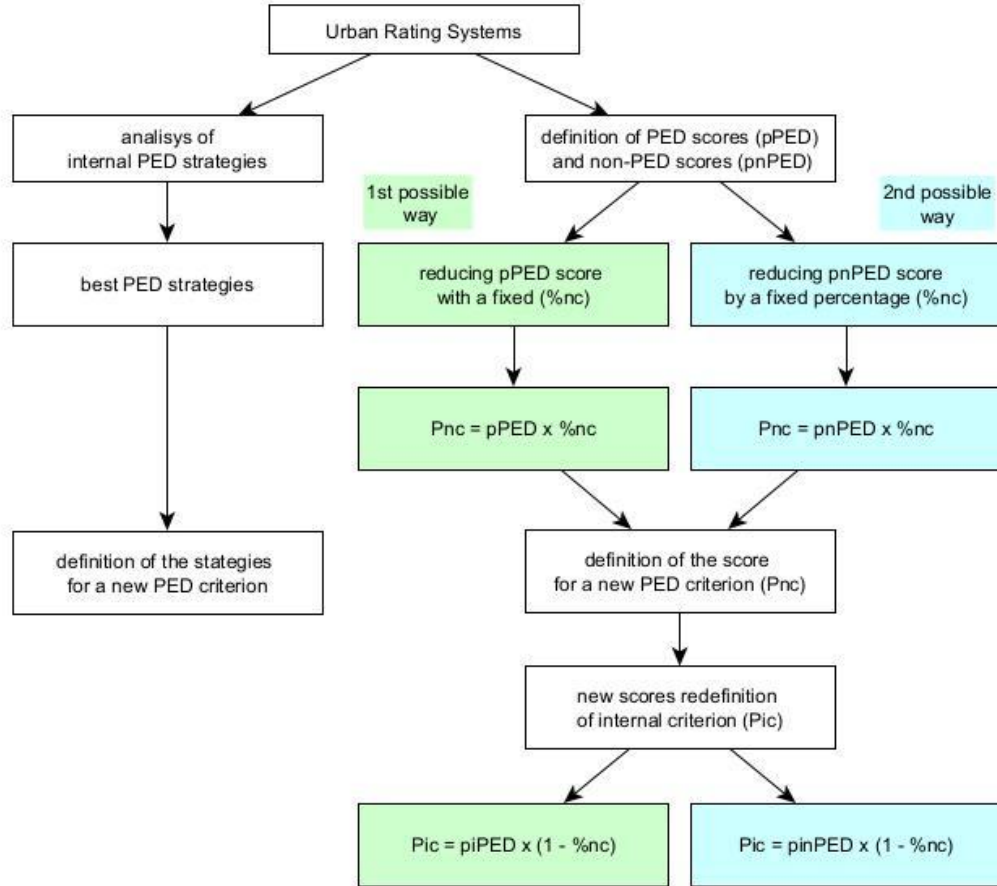 Urban Rating Systems
analisys of
internal PED strategies
definition of PED scores (pPED)
and non-PED scores (pnPED)
1st possible
way
2nd possible
way
best PED strategies
reducing pPED score
with a fixed (%nc)
reducing pnPED score
by a fixed percentage (%nc)
Pnc = pPED x %nc
Pnc = pnPED x %nc
definition of the stategies
for a new PED criterion
definition of the score
for a new PED criterion (Pnc)
new scores redefinition
of internal criterion (Pic)
Pic = piPED x (1 - %nc)
Pic = pinPED x (1 - %nc)